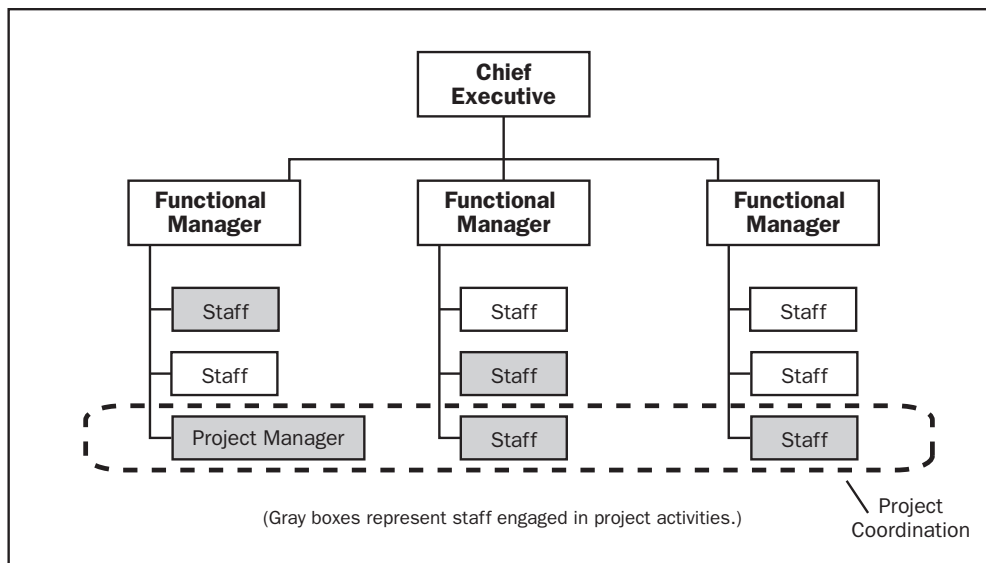 Chief
Executive
Functional
Manager
Functional
Manager
Functional
Manager
Staff
Staff
Staff
Staff
Staff
Staff
Project Manager
Staff
Staff
(Gray boxes represent staff engaged in project activities.)
Project
Coordination